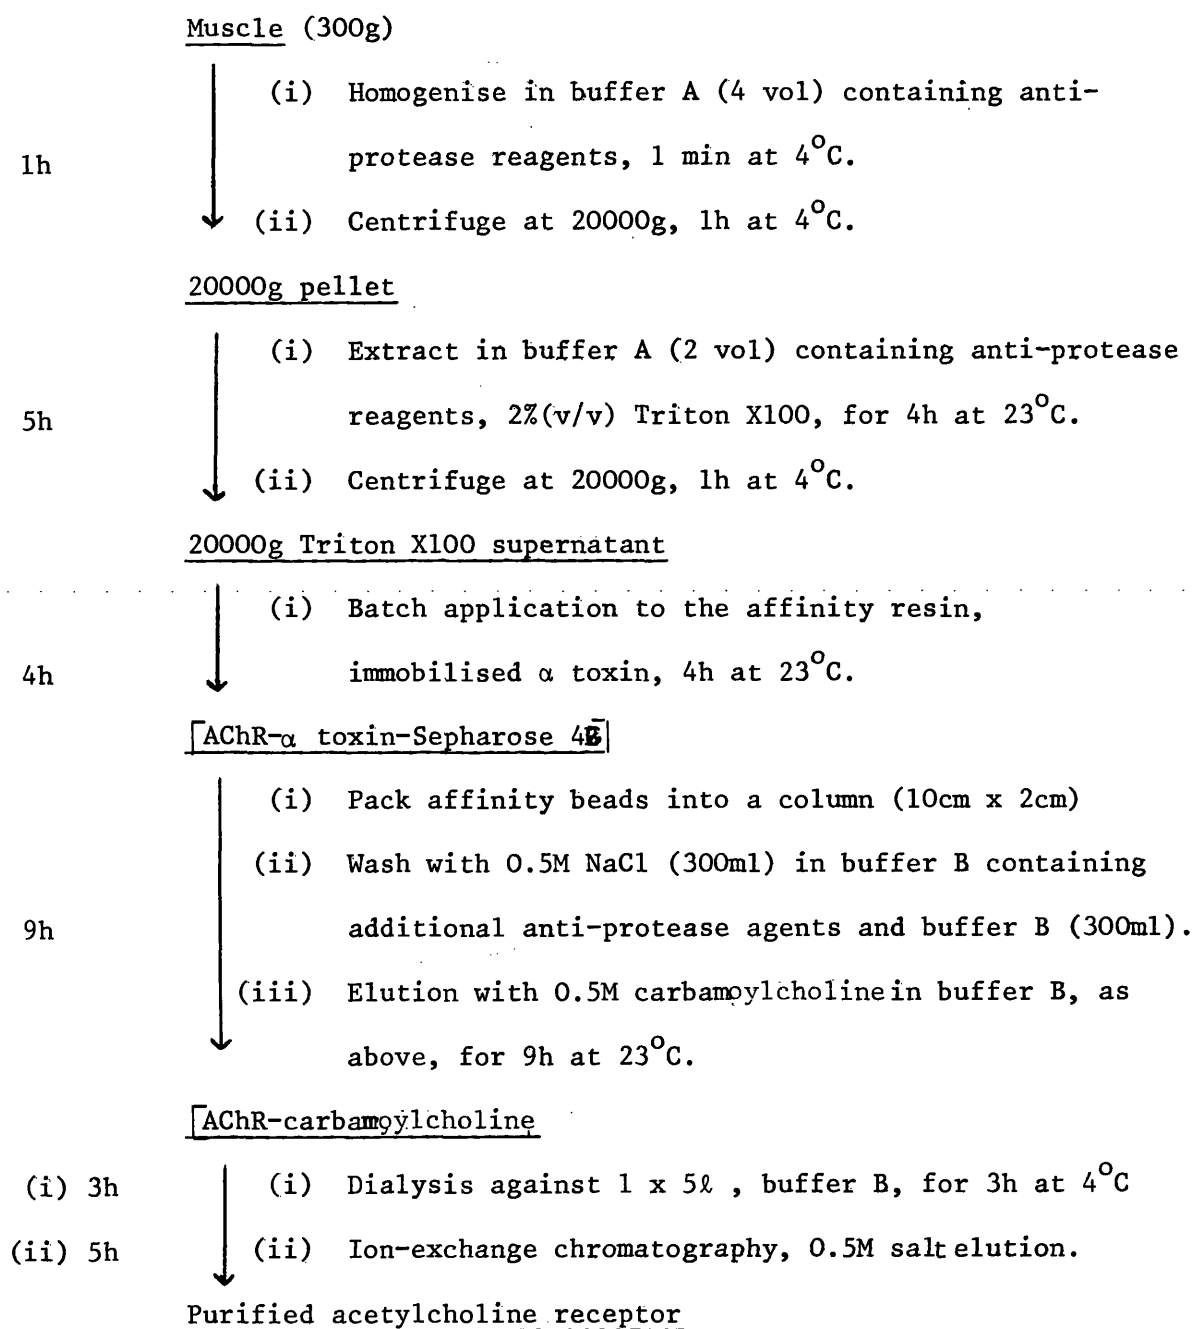 Muscle (300g)
(i) Homogenise in buffer A (4 vol) containing anti-
1h protease reagents, 1 min at 4°C.
(ii) Centrifuge at 20000g, 1h at 4°C.
20000g pellet
(i) Extract in buffer A (2 vol) containing anti-protease
5h reagents, 2%(v/v) Triton X100, for 4h at 23°C.
(ii) Centrifuge at 20000g, 1h at 4°C.
20000g Triton X100 supernatant
(i) Batch application to the affinity resin,
4h immobilised α toxin, 4h at 23°C.
[AChR-α toxin-Sepharose 4B]
(i) Pack affinity beads into a column (10cm x 2cm)
(ii) Wash with 0.5M NaCl (300ml) in buffer B containing
9h additional anti-protease agents and buffer B (300ml).
(iii) Elution with 0.5M carbamoylcholine in buffer B, as
above, for 9h at 23°C.
[AChR-carbamoylcholine
(i) 3h (i) Dialysis against 1 x 5ℓ , buffer B, for 3h at 4°C
(ii) 5h (ii) Ion-exchange chromatography, 0.5M salt elution.
Purified acetylcholine receptor